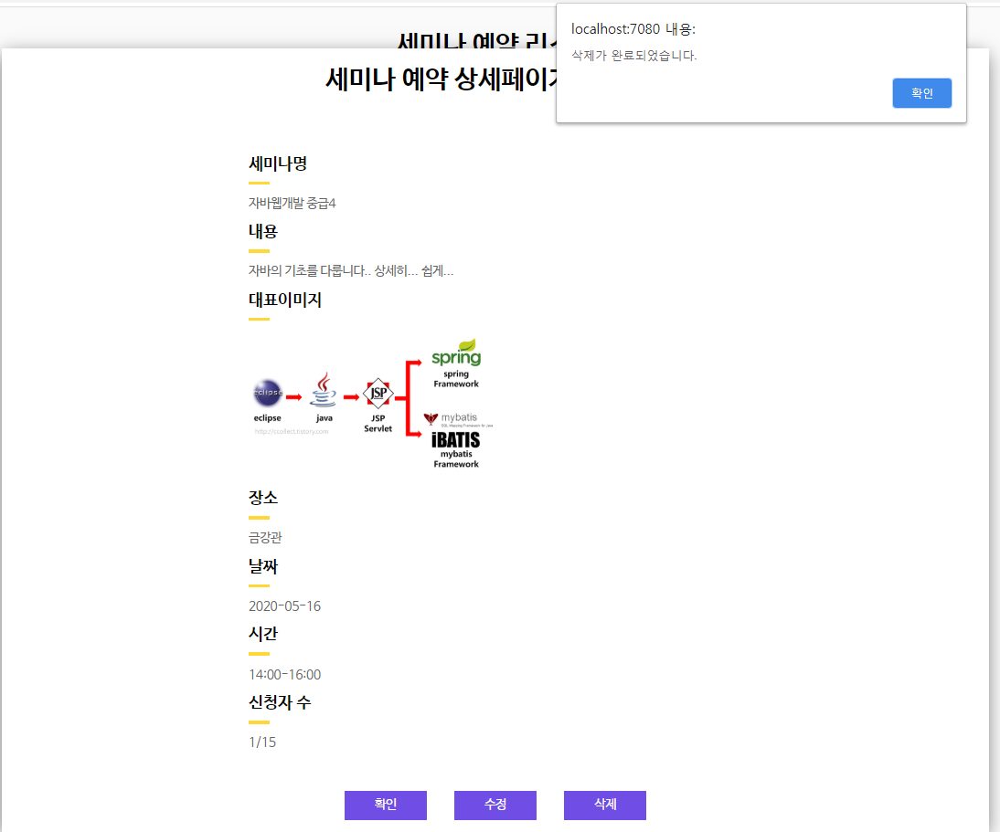 세미나 예약 리스
localhost:7080 내용:
삭제가 완료되었습니다.
확인
세미나 예약 상세페이지
세미나명
자바웹개발 중급4
내용
자바의 기초를 다룹니다.. 상세히... 쉽게...
대표이미지
spring
spring
Framework
eclipse
JSP
eclipse
java
JSP
Servlet
http://ccollect.tistory.com
mybatis
SQL Mapping Framework for Java
iBATIS
mybatis
Framework
장소
금강관
날짜
2020-05-16
시간
14:00-16:00
신청자 수
1/15
확인 수정 삭제